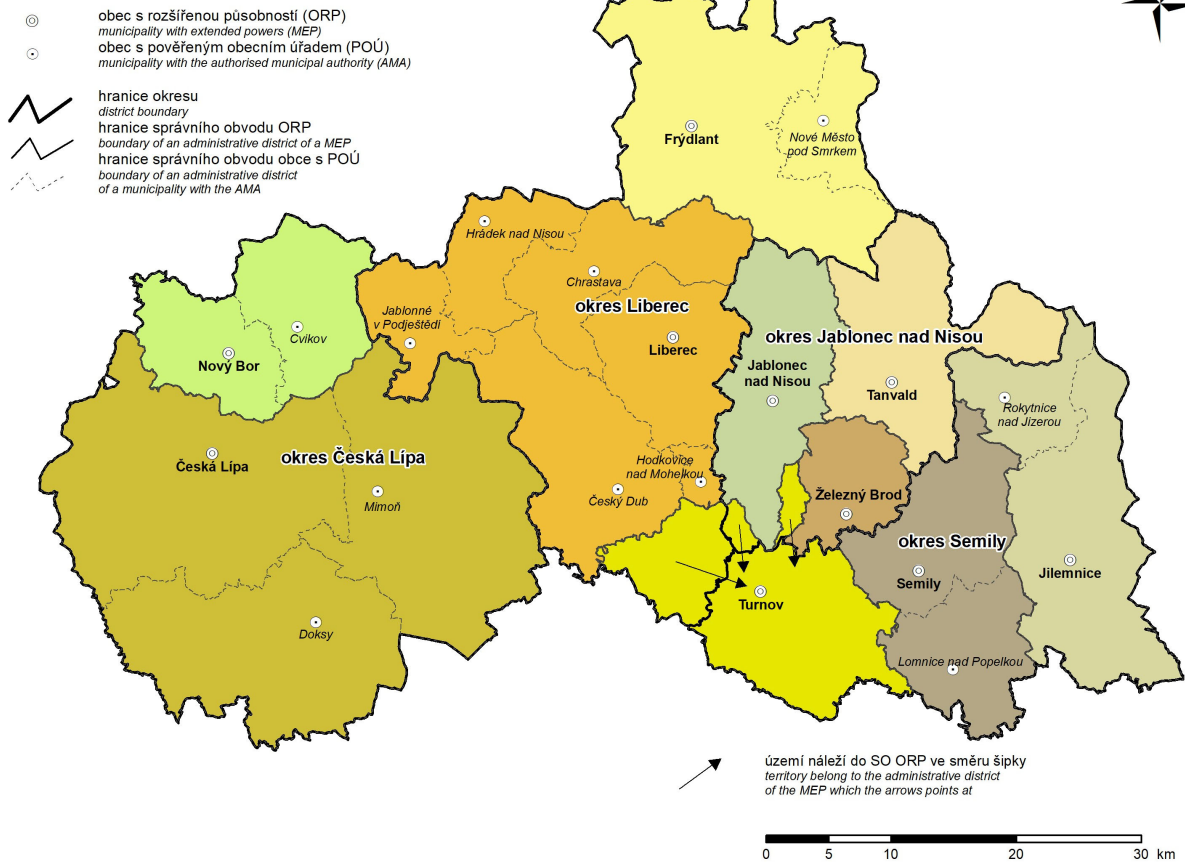 obec s rozšířenou působností (ORP)
municipality with extended powers (MEP)
obec s pověřeným obecním úřadem (POÚ)
municipality with the authorised municipal authority (AMA)
hranice okresu
district boundary
hranice správního obvodu ORP
boundary of an administrative district of a MEP
hranice správního obvodu obce s POÚ
boundary of an administrative district
of a municipality with the AMA
Frýdlant
Nové Město
pod Smrkem
Hrádek nad Nisou
Chrastava
okres Liberec
Jablonné
v Podještědí
Cvikov
Nový Bor
Liberec
okres Jablonec nad Nisou
Jablonec
nad Nisou
Tanvald
Rokytnice
nad Jizerou
Česká Lípa
okres Česká Lípa
Mimoň
Hodkovice
nad Mohelkou
Český Dub
Železný Brod
okres Semily
Semily
Jilemnice
Turnov
Doksy
Lomnice nad Popelkou
území náleží do SO ORP ve směru šipky
territory belong to the administrative district
of the MEP which the arrows points at
0 5 10 20 30 km